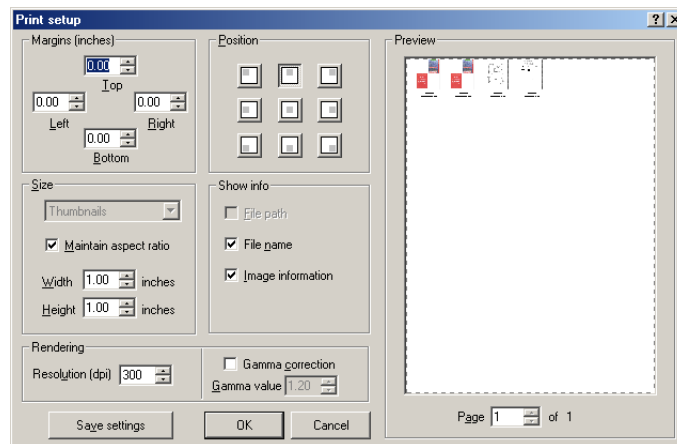 Print setup
Margins (inches)
0.00
Top
0.00
0.00
Left
Right
0.00
Bottom
Position
Preview
Size
Thumbnails
Maintain aspect ratio
Width 1.00 inches
Height 1.00 inches
Show info
File path
File name
Image information
Rendering
Resolution (dpi) 300
Gamma correction
Gamma value 1.20
Page 1 of 1
Save settings
OK
Cancel